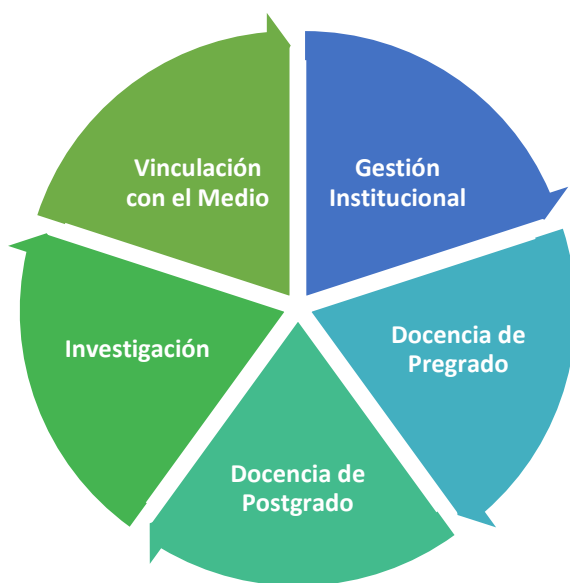 Vinculación
con el Medio
Gestión
Institucional
Investigación
Docencia de
Pregrado
Docencia de
Postgrado